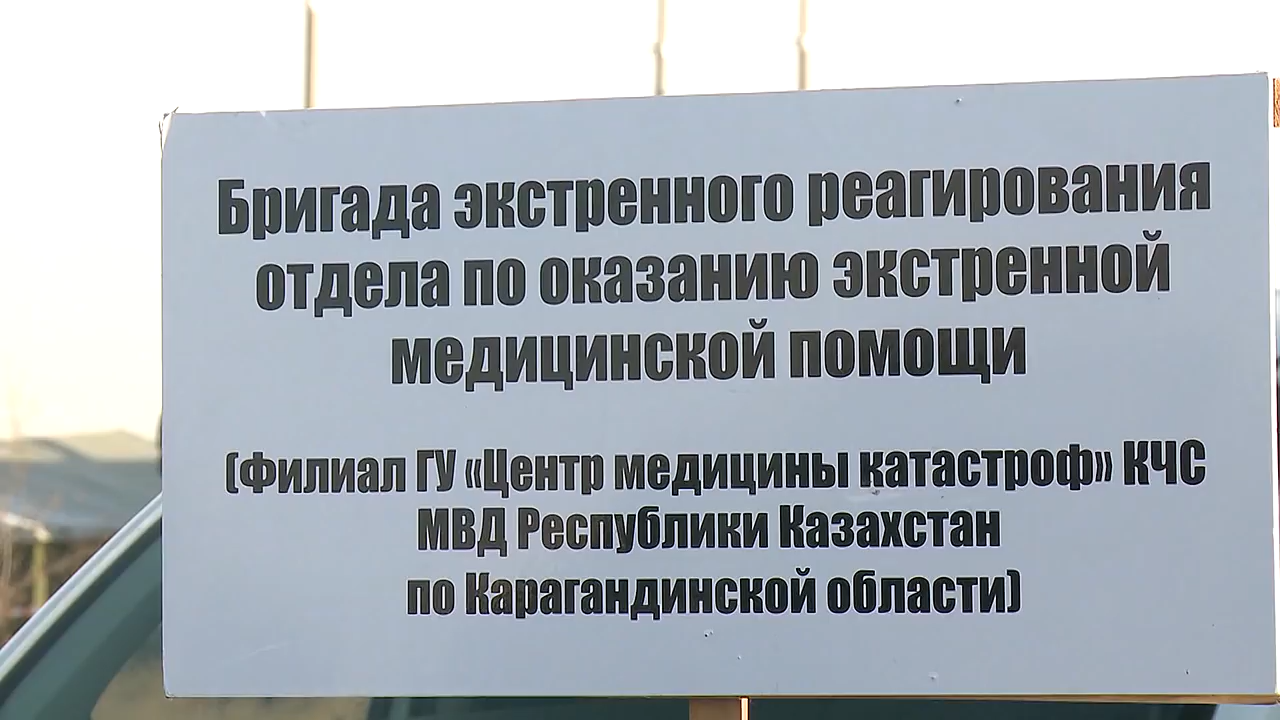 Бригада экстренного реагирования
отдела по оказанию экстренной
медицинской помощи
(Филиал ГУ «Центр медицины катастроф» КЧС
МВД Республики Казахстан
по Карагандинской области)